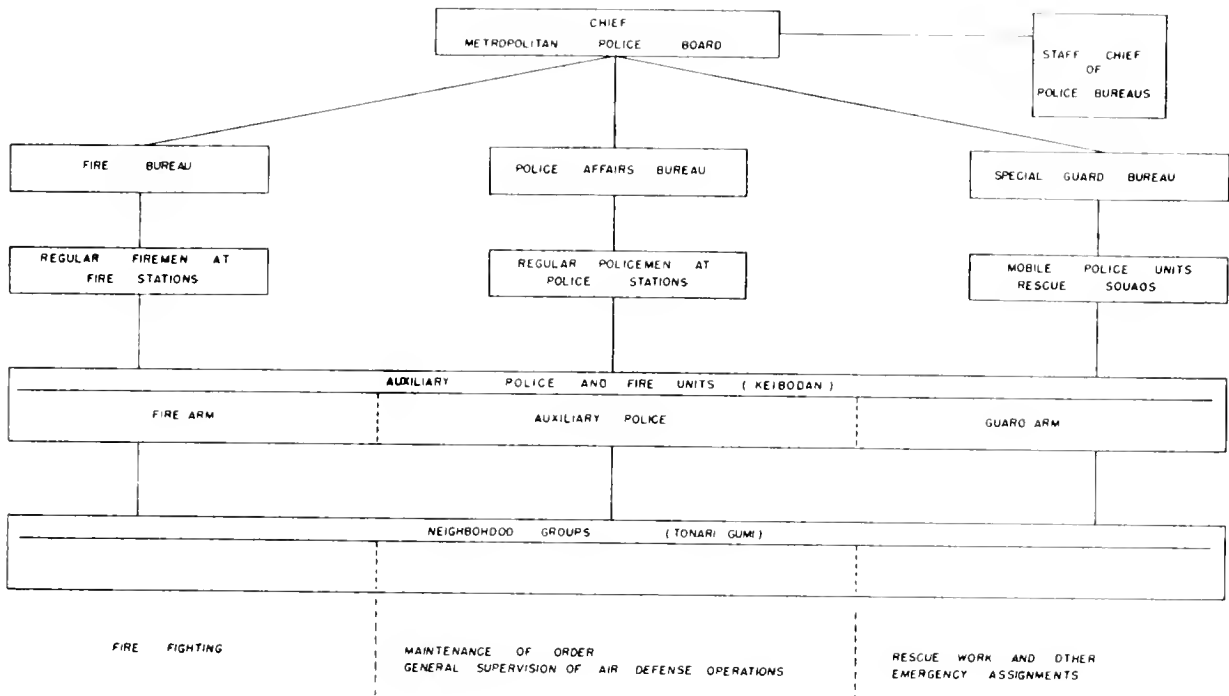 CHIEF
METROPOLITAN POLICE BOARD
STAFF CHIEF
OF
POLICE BUREAUS
FIRE BUREAU
POLICE AFFAIRS BUREAU
SPECIAL GUARD BUREAU
REGULAR FIREMEN AT
FIRE STATIONS
REGULAR POLICEMEN AT
POLICE STATIONS
MOBILE POLICE UNITS
RESCUE SQUADS
AUXILIARY POLICE AND FIRE UNITS (KEIBODAN)
FIRE ARM
AUXILIARY POLICE
GUARD ARM
NEIGHBOHDOD GROUPS (TONARI GUMI)
FIRE FIGHTING
MAINTENANCE OF ORDER
GENERAL SUPERVISION OF AIR DEFENSE OPERATIONS
RESCUE WORK AND OTHER
EMERGENCY ASSIGNMENTS